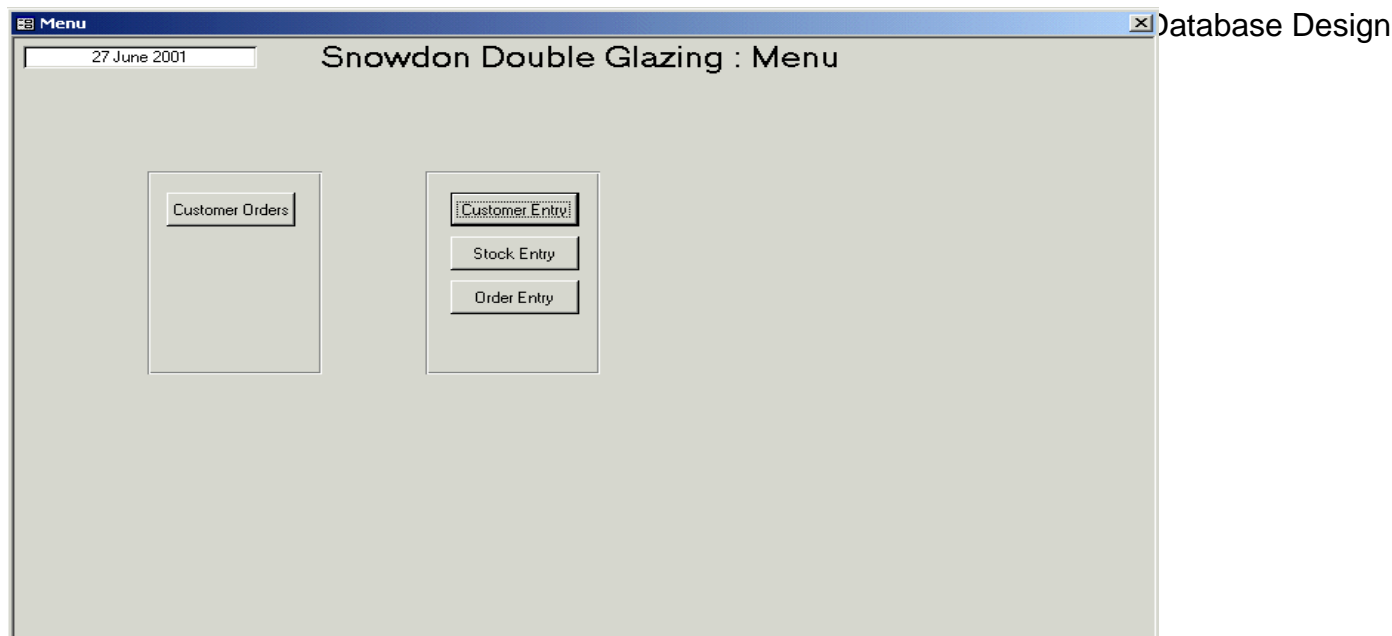 Menu
Database Design
27 June 2001
Snowdon Double Glazing : Menu
Customer Orders
Customer Entry
Stock Entry
Order Entry